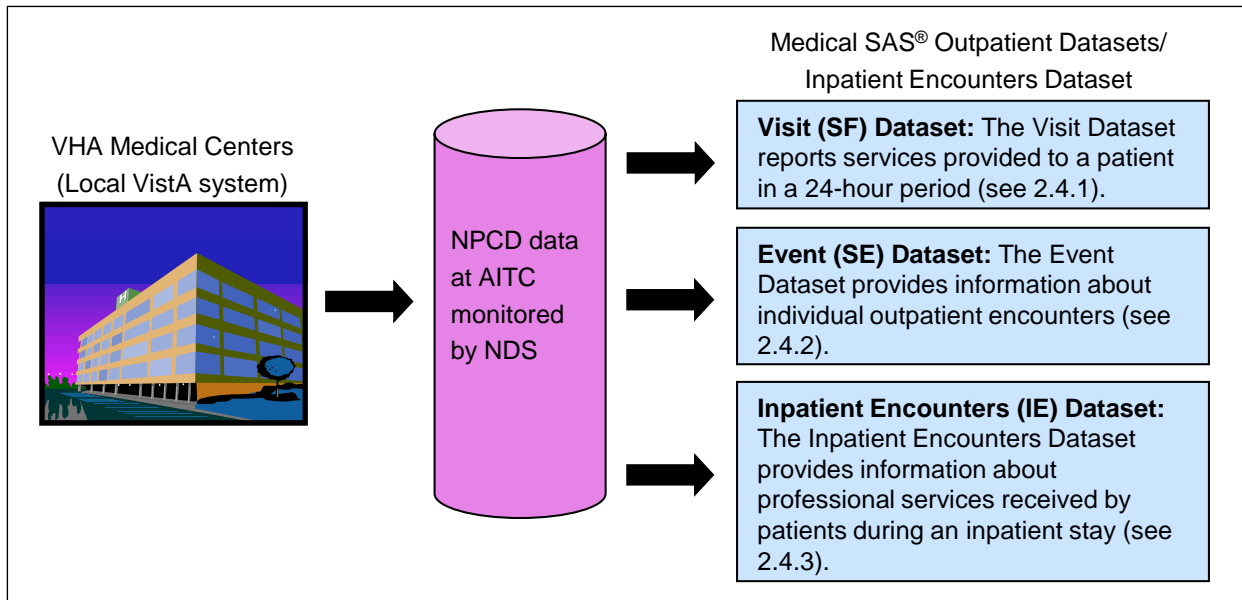 VHA Medical Centers
(Local VistA system)
H
NPCD data
at AITC
monitored
by NDS
Medical SAS® Outpatient Datasets/
Inpatient Encounters Dataset
Visit (SF) Dataset: The Visit Dataset
reports services provided to a patient
in a 24-hour period (see 2.4.1).
Event (SE) Dataset: The Event
Dataset provides information about
individual outpatient encounters (see
2.4.2).
Inpatient Encounters (IE) Dataset:
The Inpatient Encounters Dataset
provides information about
professional services received by
patients during an inpatient stay (see
2.4.3).